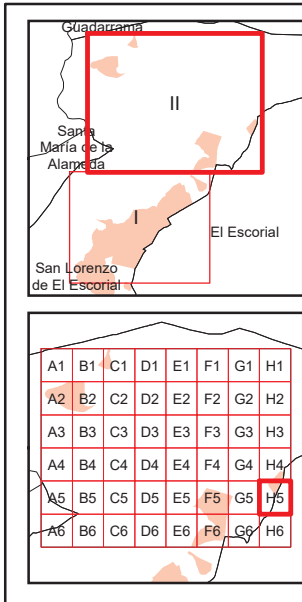 Guadarrama
II
Santa
María de la
Alameda
I
El Escorial
San Lorenzo
de El Escorial
A1 B1 C1 D1 E1 F1 G1 H1
A2 B2 C2 D2 E2 F2 G2 H2
A3 B3 C3 D3 E3 F3 G3 H3
A4 B4 C4 D4 E4 F4 G4 H4
A5 B5 C5 D5 E5 F5 G5 H5
A6 B6 C6 D6 E6 F6 G6 H6